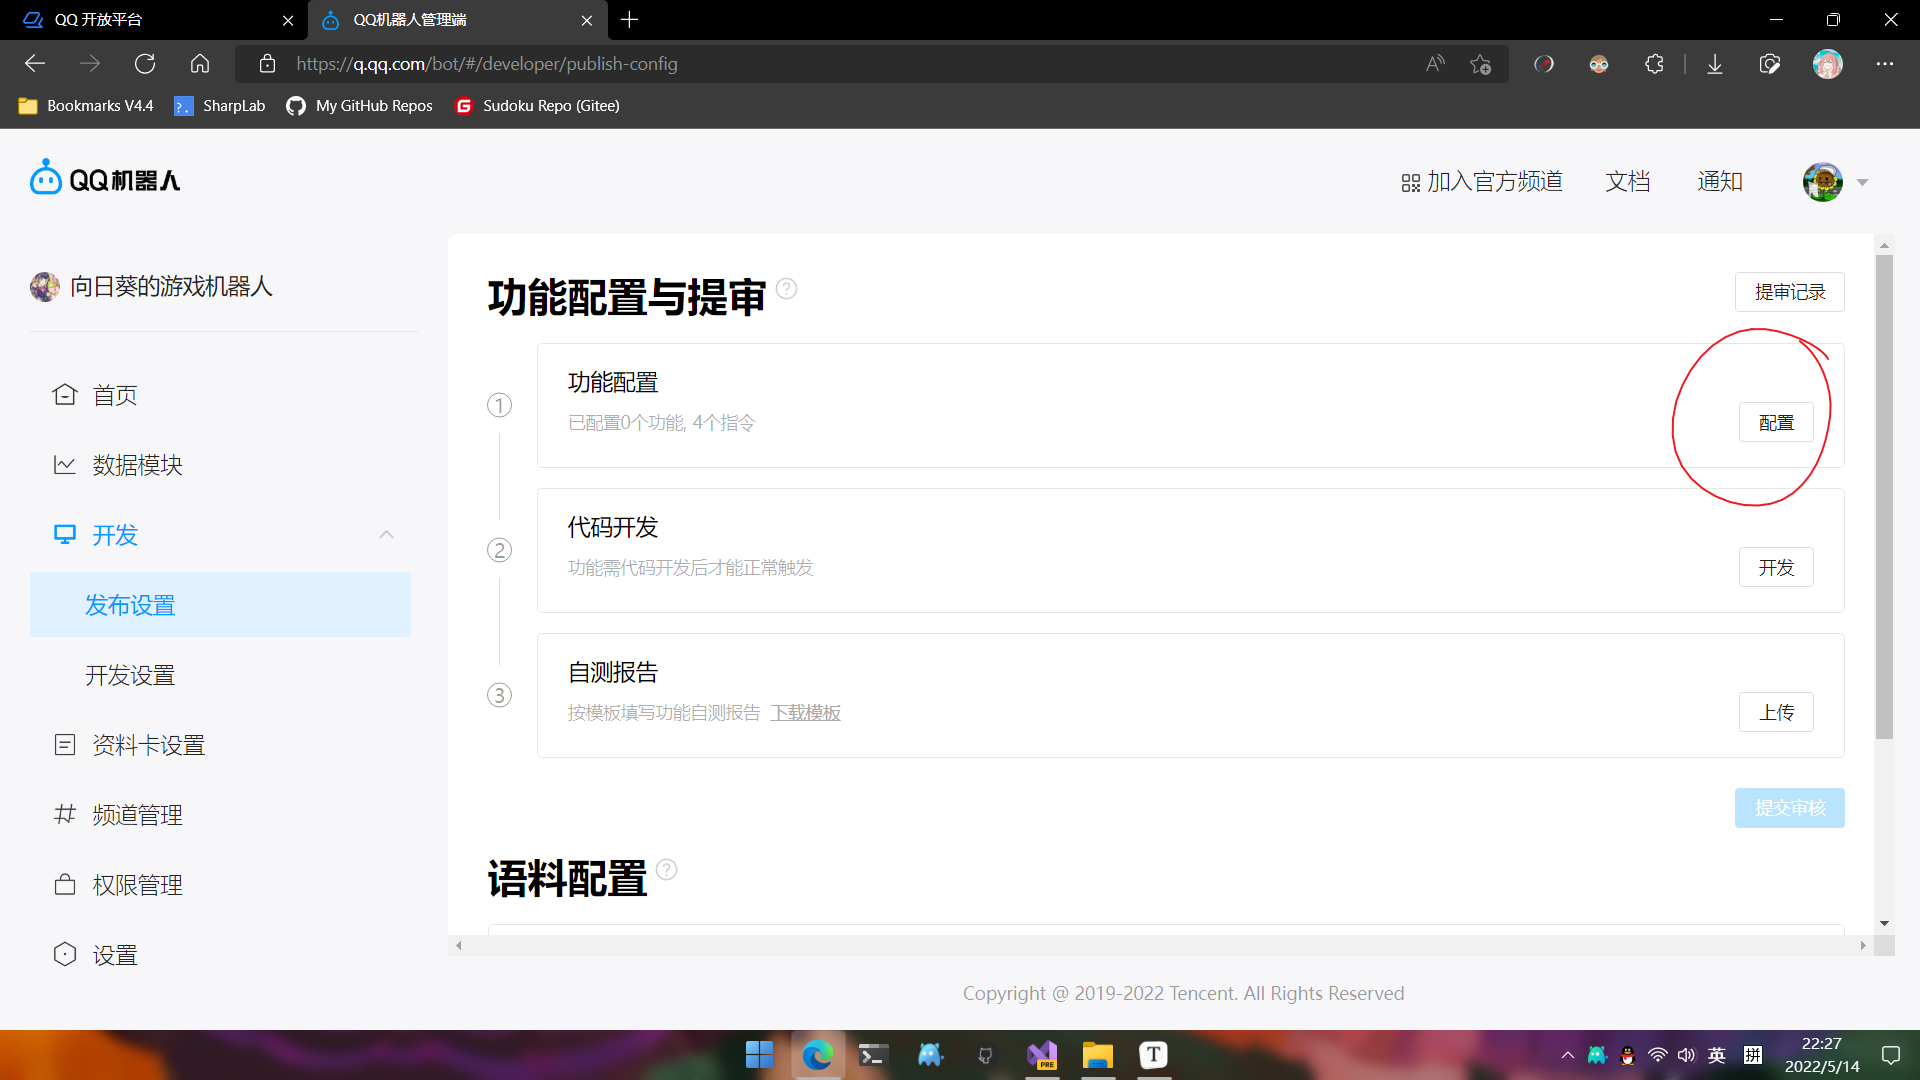 QQ 开放平台
QQ机器人管理端
https://q.qq.com/bot/#/developer/publish-config
Bookmarks V4.4
SharpLab
My GitHub Repos
Sudoku Repo (Gitee)
QQ机器人
加入官方频道
文档
通知
向日葵的游戏机器人
首页
数据模块
开发
发布设置
开发设置
资料卡设置
频道管理
权限管理
设置
功能配置与提审 ?
提审记录
1
功能配置
已配置0个功能, 4个指令
配置
2
代码开发
功能需代码开发后才能正常触发
开发
3
自测报告
按模板填写功能自测报告 下载模板
上传
提交审核
语料配置 ?
Copyright @ 2019-2022 Tencent. All Rights Reserved
PRE
T
英
拼
22:27
2022/5/14